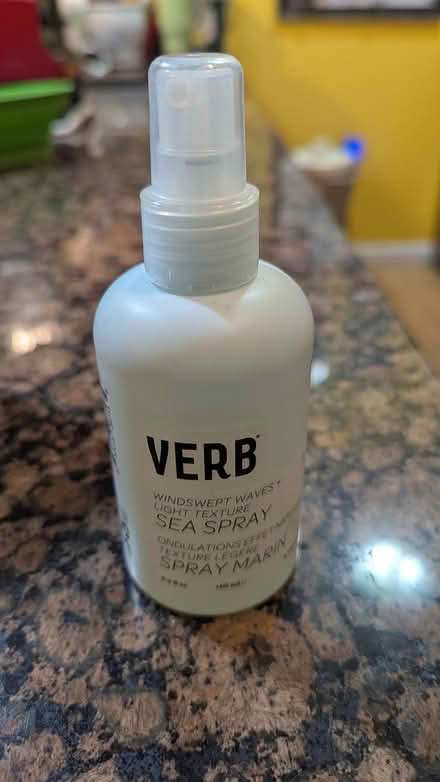 VERB
WINDSWEPT WAVES +
LIGHT TEXTURE
SEA SPRAY
ONDULATIONS EFFET
TEXTURE LÉGÈRE
SPRAY MARIN